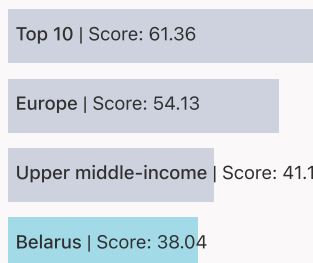 Top 10 | Score: 61.36
Europe | Score: 54.13
Upper middle-income | Score: 41.1
Belarus | Score: 38.04